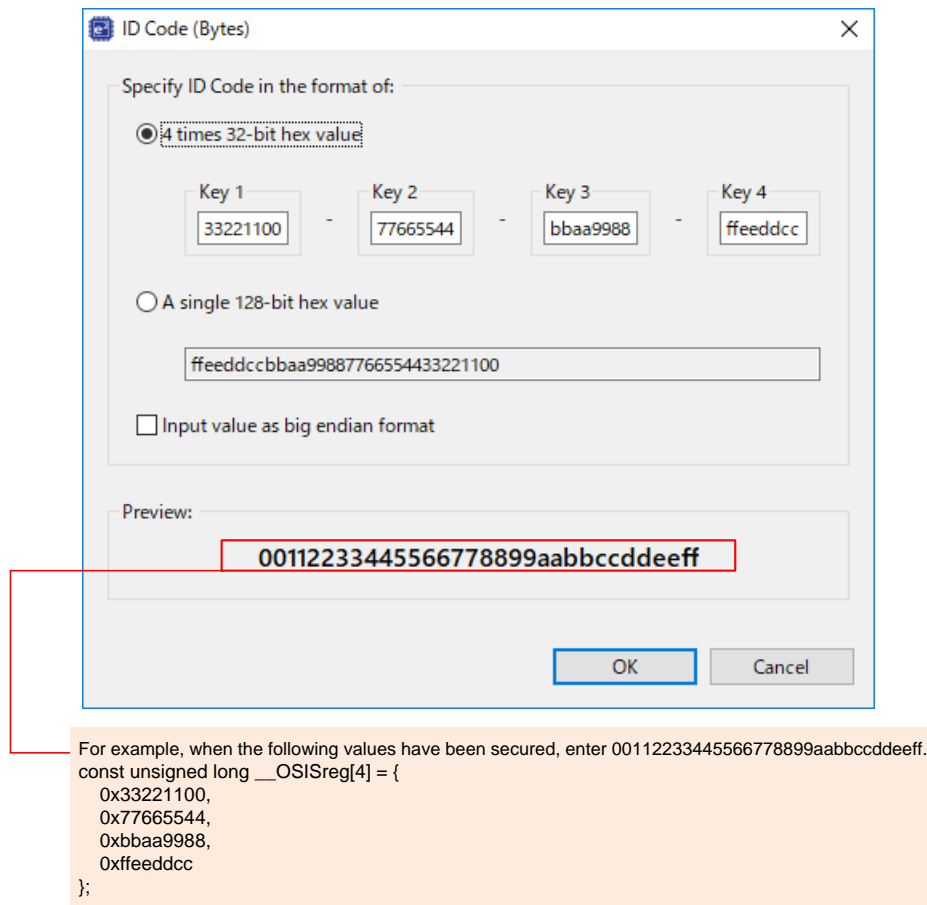 ID Code (Bytes)
Specify ID Code in the format of:
4 times 32-bit hex value
Key 1 Key 2 Key 3 Key 4
33221100 - 77665544 - bbaa9988 - ffeeddcc
A single 128-bit hex value
ffeeddccbbaa99887766554433221100
Input value as big endian format
Preview:
00112233445566778899aabbccddeeff
OK Cancel
For example, when the following values have been secured, enter 00112233445566778899aabbccddeeff.
const unsigned long __OSISreg[4] = {
0x33221100,
0x77665544,
0xbbaa9988,
0xffeeddcc
};